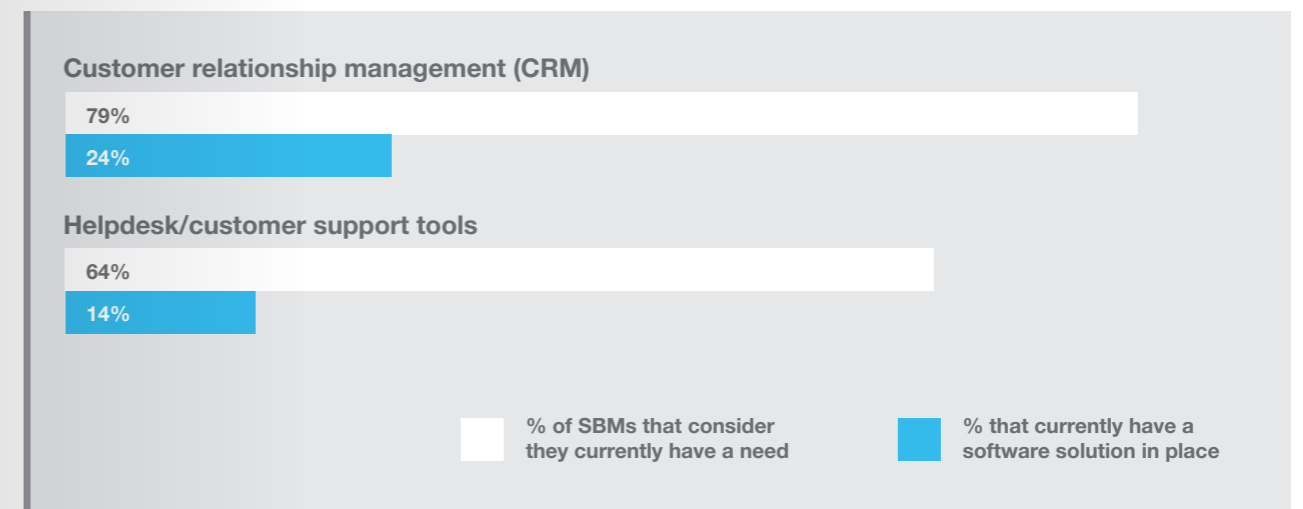 Customer relationship management (CRM)
79%
24%
Helpdesk/customer support tools
64%
14%
% of SBMs that consider
they currently have a need
% that currently have a
software solution in place